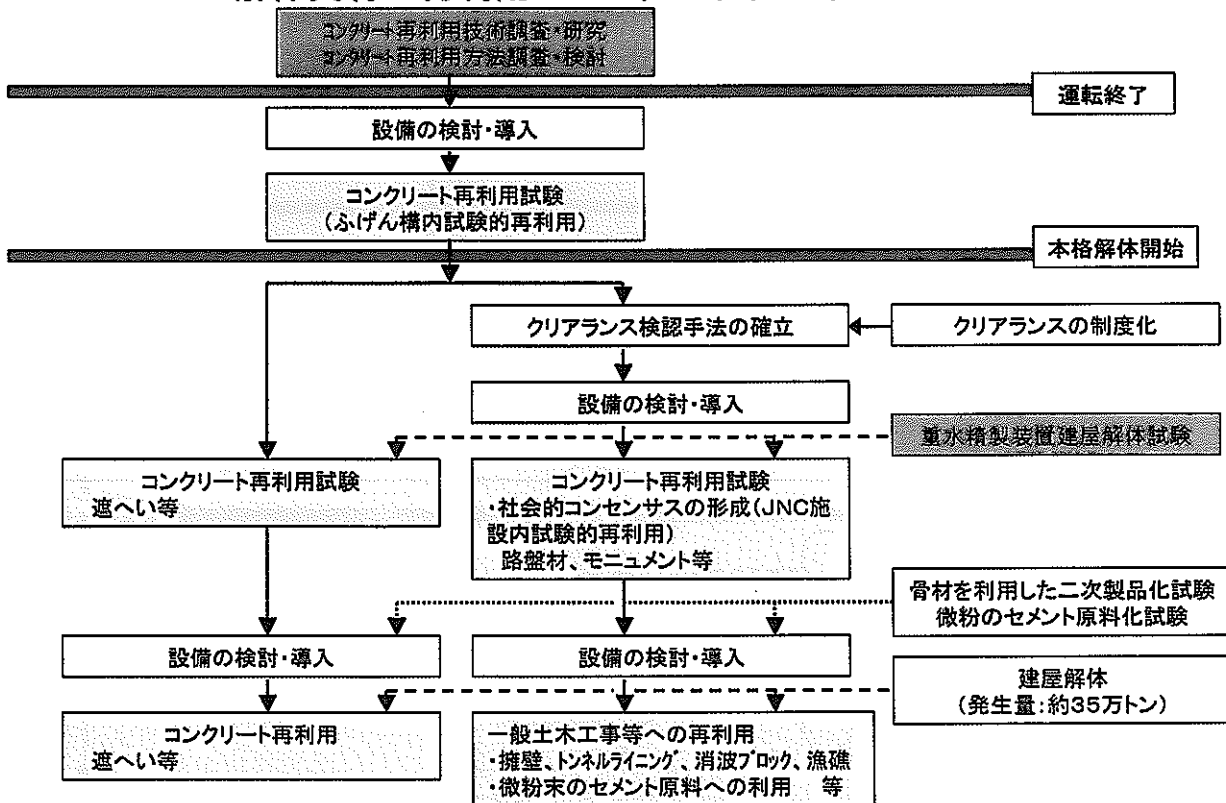 コンクリート再利用技術調査・研究
コンクリート再利用方法調査・検討
運転終了
設備の検討・導入
コンクリート再利用試験
(ふげん構内試験的再利用)
本格解体開始
クリアランス検認手法の確立
クリアランスの制度化
設備の検討・導入
重水精製装置建屋解体試験
コンクリート再利用試験
遮へい等
コンクリート再利用試験
・社会的コンセンサスの形成(JNC施
設内試験的再利用)
路盤材、モニュメント等
骨材を利用した二次製品化試験
微粉のセメント原料化試験
設備の検討・導入
設備の検討・導入
建屋解体
(発生量:約35万トン)
コンクリート再利用
遮へい等
一般土木工事等への再利用
・擁壁、トンネルライニング、消波ブロック、漁礁
・微粉末のセメント原料への利用 等